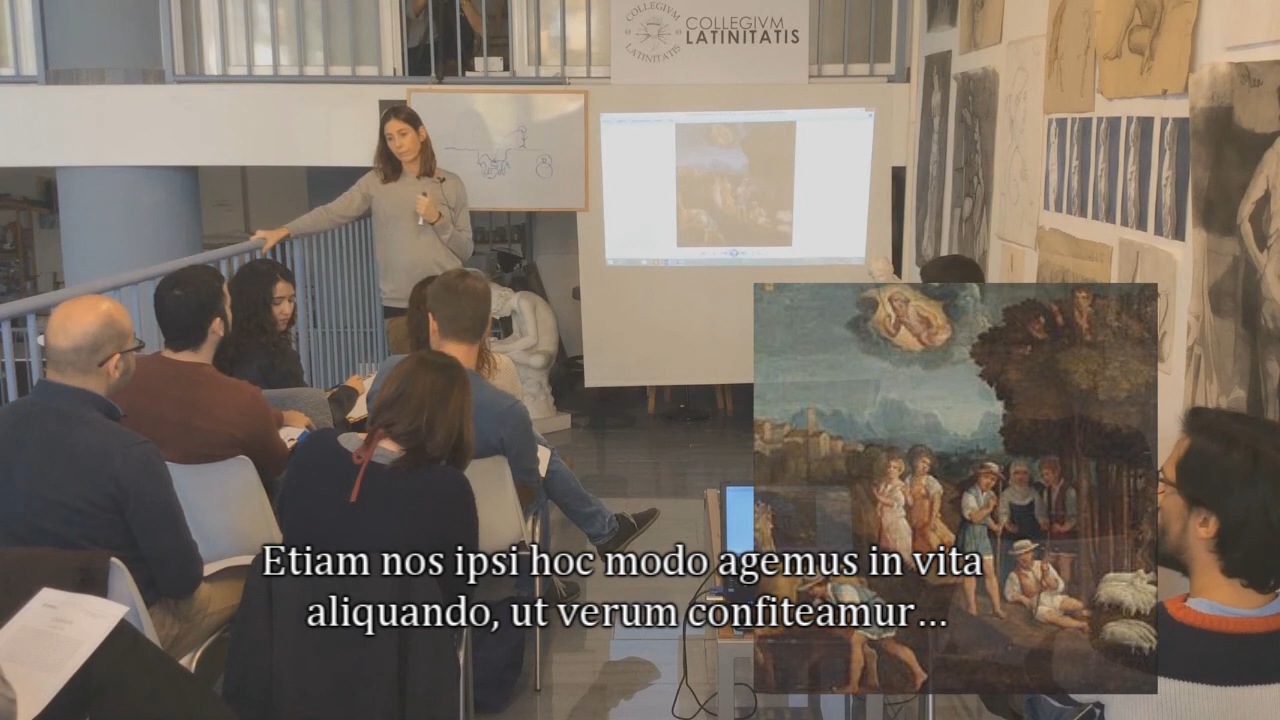 COLLEGIVM
LATINITATIS
COLLEGIVM
LATINITATIS
Etiam nos ipsi hoc modo agemus in vita
aliquando, ut verum confiteamur…